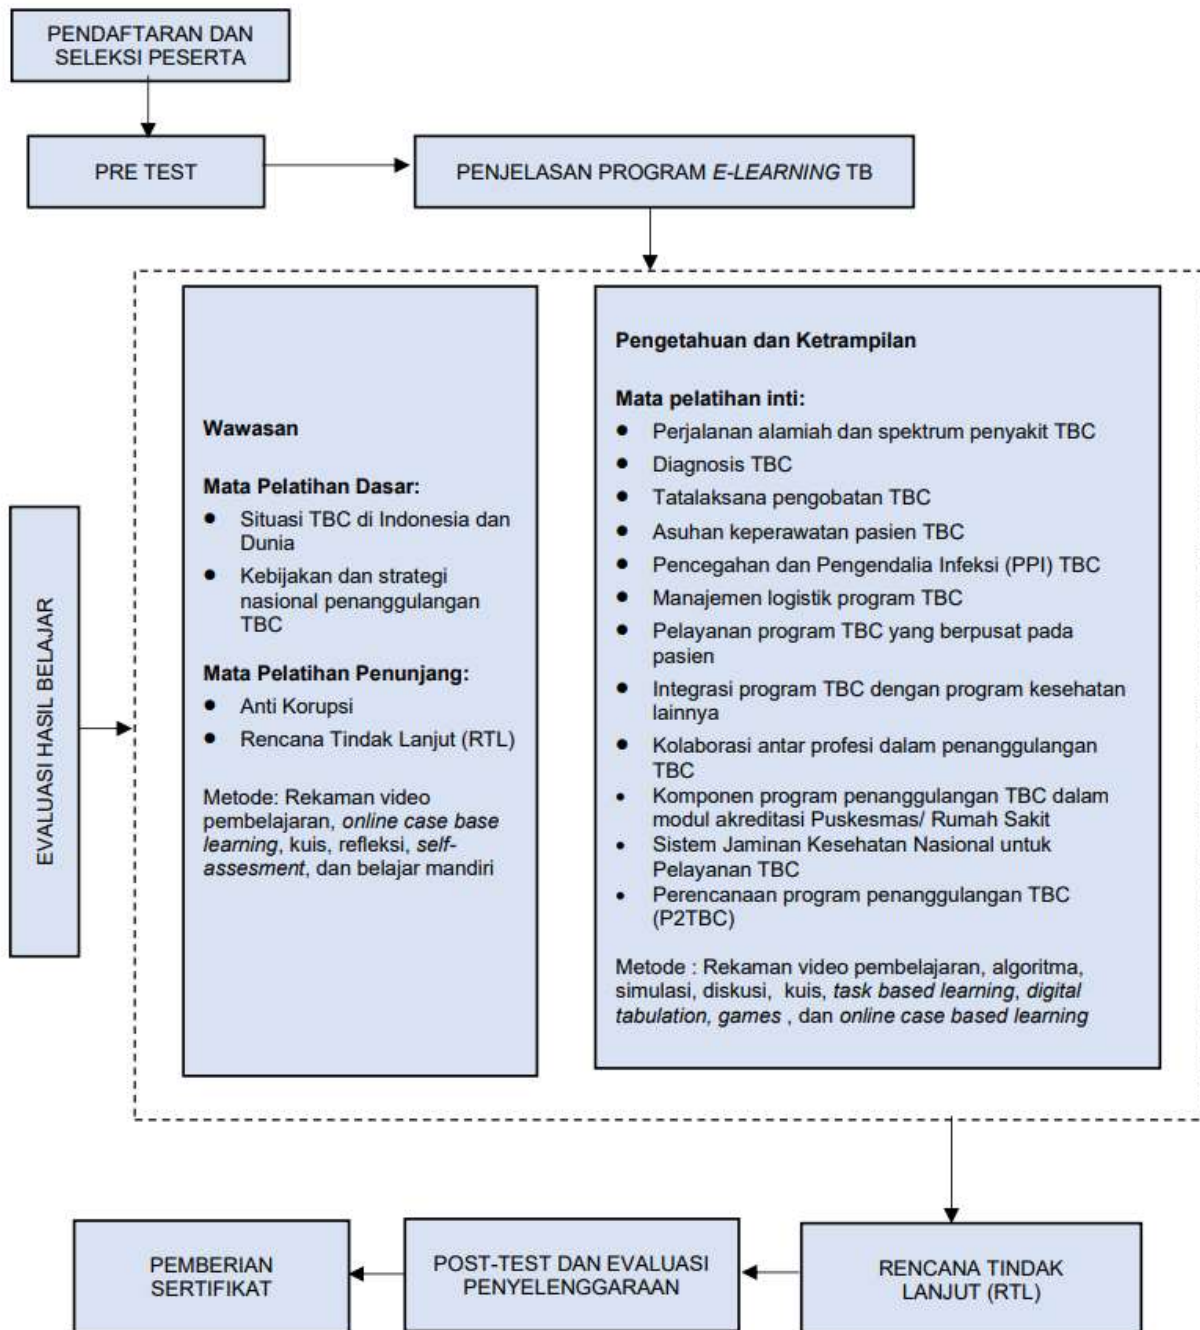 PENDAFTARAN DAN
SELEKSI PESERTA
PRE TEST
PENJELASAN PROGRAM E-LEARNING TB
EVALUASI HASIL BELAJAR
Wawasan
Mata Pelatihan Dasar:
● Situasi TBC di Indonesia dan
Dunia
● Kebijakan dan strategi
nasional penanggulangan
TBC
Mata Pelatihan Penunjang:
● Anti Korupsi
● Rencana Tindak Lanjut (RTL)
Metode: Rekaman video
pembelajaran, online case base
learning, kuis, refleksi, self-
assesment, dan belajar mandiri
Pengetahuan dan Ketrampilan
Mata pelatihan inti:
● Perjalanan alamiah dan spektrum penyakit TBC
● Diagnosis TBC
● Tatalaksana pengobatan TBC
● Asuhan keperawatan pasien TBC
● Pencegahan dan Pengendalia Infeksi (PPI) TBC
● Manajemen logistik program TBC
● Pelayanan program TBC yang berpusat pada
pasien
● Integrasi program TBC dengan program kesehatan
lainnya
● Kolaborasi antar profesi dalam penanggulangan
TBC
• Komponen program penanggulangan TBC dalam
modul akreditasi Puskesmas/ Rumah Sakit
• Sistem Jaminan Kesehatan Nasional untuk
Pelayanan TBC
• Perencanaan program penanggulangan TBC
(P2TBC)
Metode : Rekaman video pembelajaran, algoritma,
simulasi, diskusi, kuis, task based learning, digital
tabulation, games , dan online case based learning
RENCANA TINDAK
LANJUT (RTL)
POST-TEST DAN EVALUASI
PENYELENGGARAAN
PEMBERIAN
SERTIFIKAT